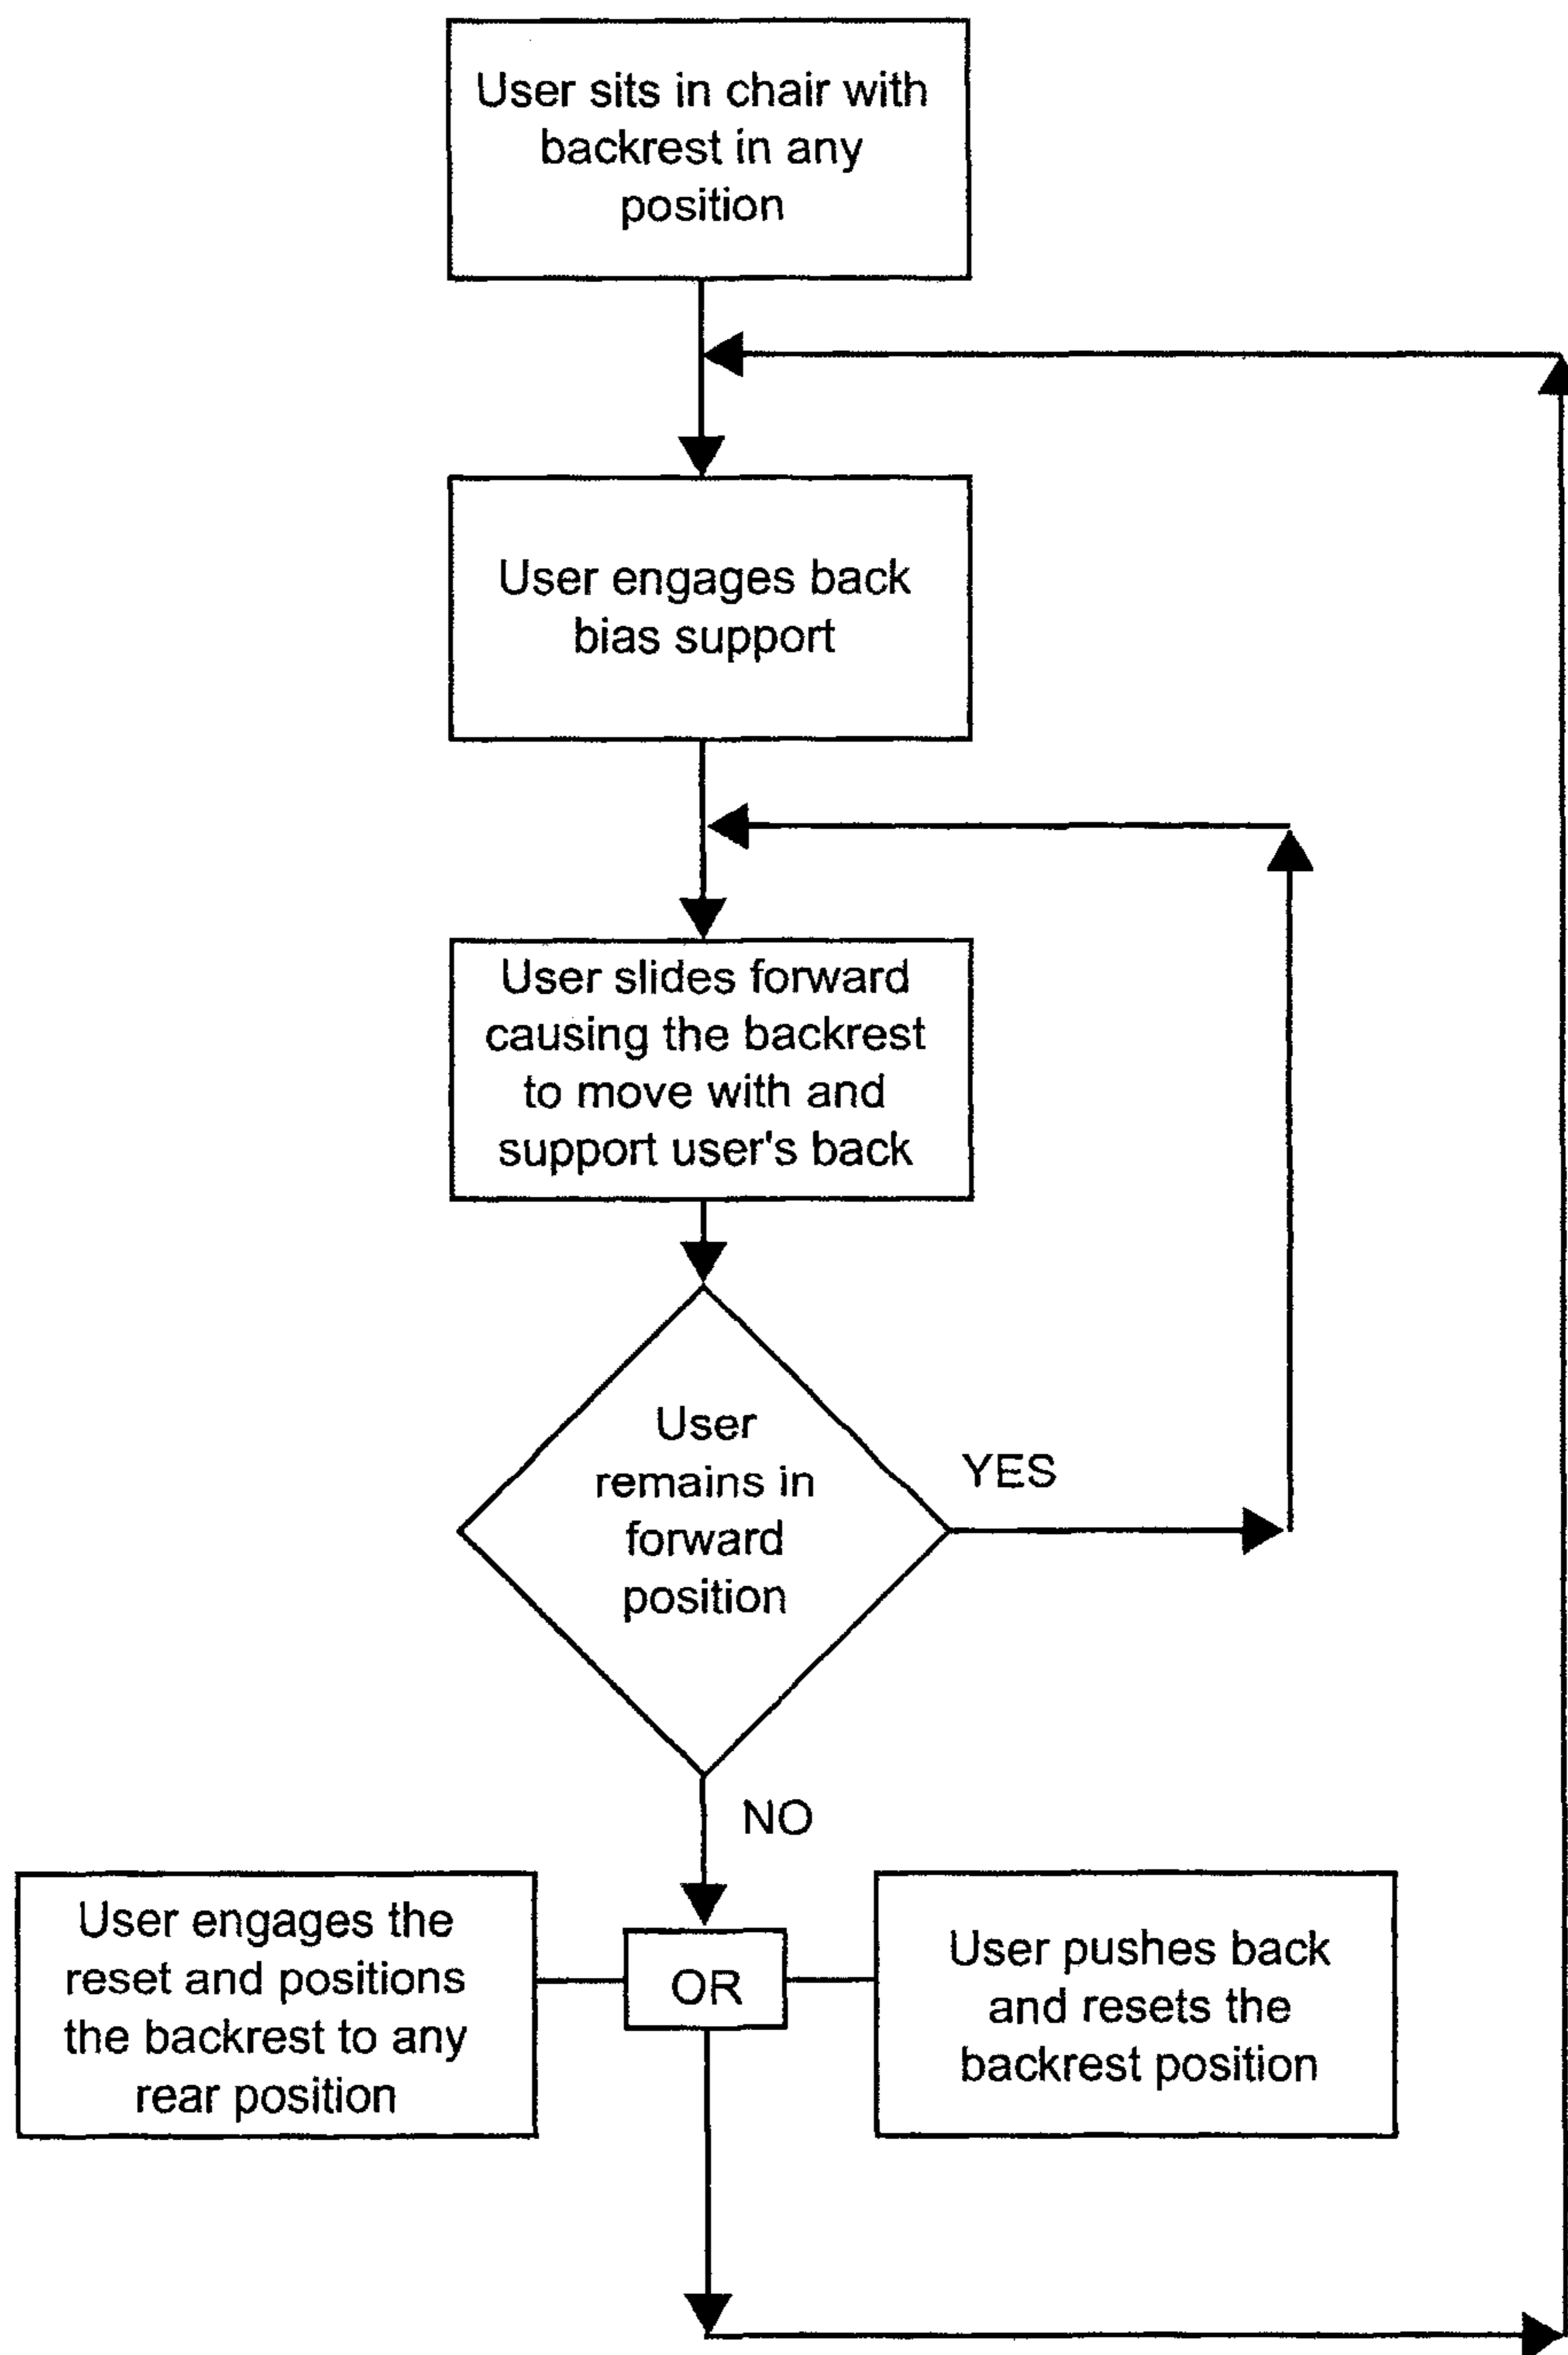 User sits in chair with
backrest in any
position
User engages back
bias support
User slides forward
causing the backrest
to move with and
support user's back
User
remains in
forward
position
YES
NO
User engages the
reset and positions
the backrest to any
rear position
OR
User pushes back
and resets the
backrest position